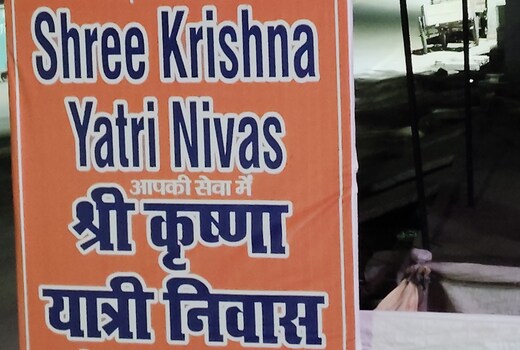 Shree Krishna
Yatri Nivas
आपकी सेवा में
श्री कृष्णा
यात्री निवास